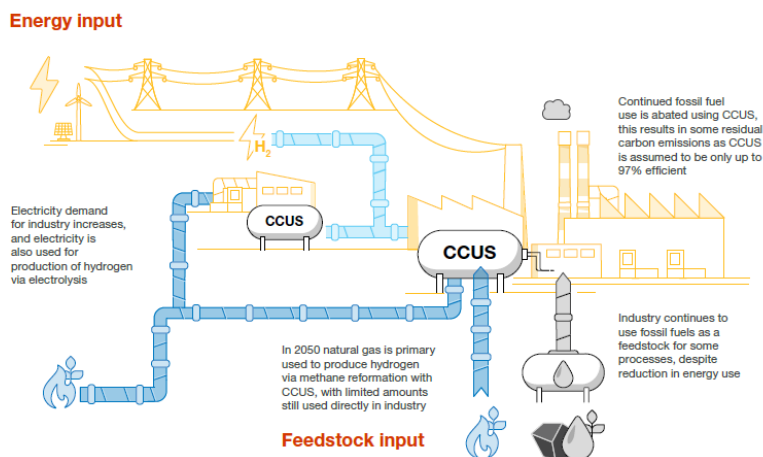 Energy input
Continued fossil fuel
use is abated using CCUS,
this results in some residual
carbon emissions as CCUS
is assumed to be only up to
97% efficient
H₂
Electricity demand
for industry increases,
and electricity is
also used for
production of hydrogen
via electrolysis
CCUS
CCUS
Industry continues to
use fossil fuels as a
feedstock for some
processes, despite
reduction in energy use
In 2050 natural gas is primary
used to produce hydrogen
via methane reformation with
CCUS, with limited amounts
still used directly in industry
Feedstock input